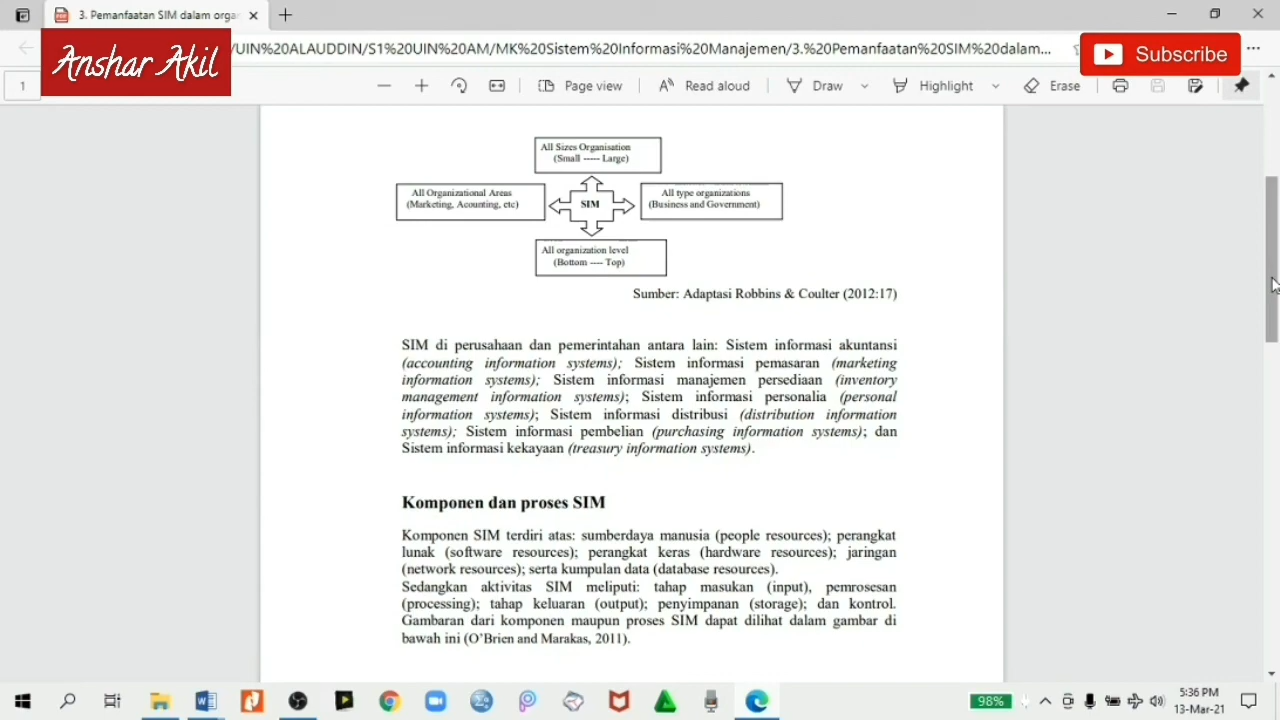 3. Pemanfaatan SIM dalam orga
Anshar Akil
/UIN%20ALAUDDIN/S1%20UIN%20AM/MK%20Sistem%20Informasi%20Manajemen/3.%20Pemanfaatan%20SIM%20dalam...
Subscribe
1
Page view
Read aloud
Draw
Highlight
Erase
All Sizes Organisation
(Small ----- Large)
All Organizational Areas
(Marketing, Acounting, etc)
SIM
All type organizations
(Business and Government)
All organization level
(Bottom ---- Top)
Sumber: Adaptasi Robbins & Coulter (2012:17)
SIM di perusahaan dan pemerintahan antara lain: Sistem informasi akuntansi
(accounting information systems); Sistem informasi pemasaran (marketing
information systems); Sistem informasi manajemen persediaan (inventory
management information systems); Sistem informasi personalia (personal
information systems); Sistem informasi distribusi (distribution information
systems); Sistem informasi pembelian (purchasing information systems); dan
Sistem informasi kekayaan (treasury information systems).
Komponen dan proses SIM
Komponen SIM terdiri atas: sumberdaya manusia (people resources); perangkat
lunak (software resources); perangkat keras (hardware resources); jaringan
(network resources); serta kumpulan data (database resources).
Sedangkan aktivitas SIM meliputi: tahap masukan (input), pemrosesan
(processing); tahap keluaran (output); penyimpanan (storage); dan kontrol.
Gambaran dari komponen maupun proses SIM dapat dilihat dalam gambar di
bawah ini (O'Brien and Marakas, 2011).
98%
5:36 PM
13-Mar-21